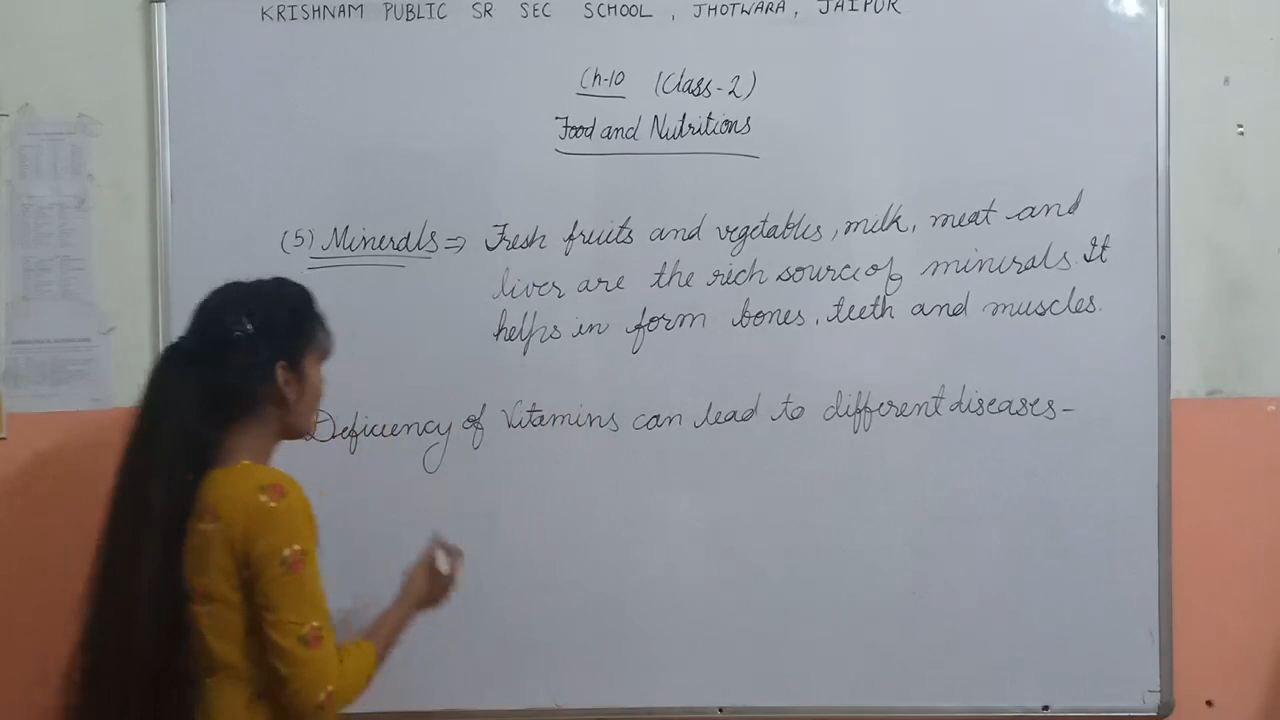 KRISHNAM PUBLIC SR SEC SCHOOL, JHOTWARA, JAIPUR
Ch-10 (Class-2)
Food and Nutritions
(5) Minerals ⇒ Fresh fruits and vegetables, milk, meat and
liver are the rich source of minerals. It
helps in form bones, teeth and muscles.
Deficiency of Vitamins can lead to different diseases-